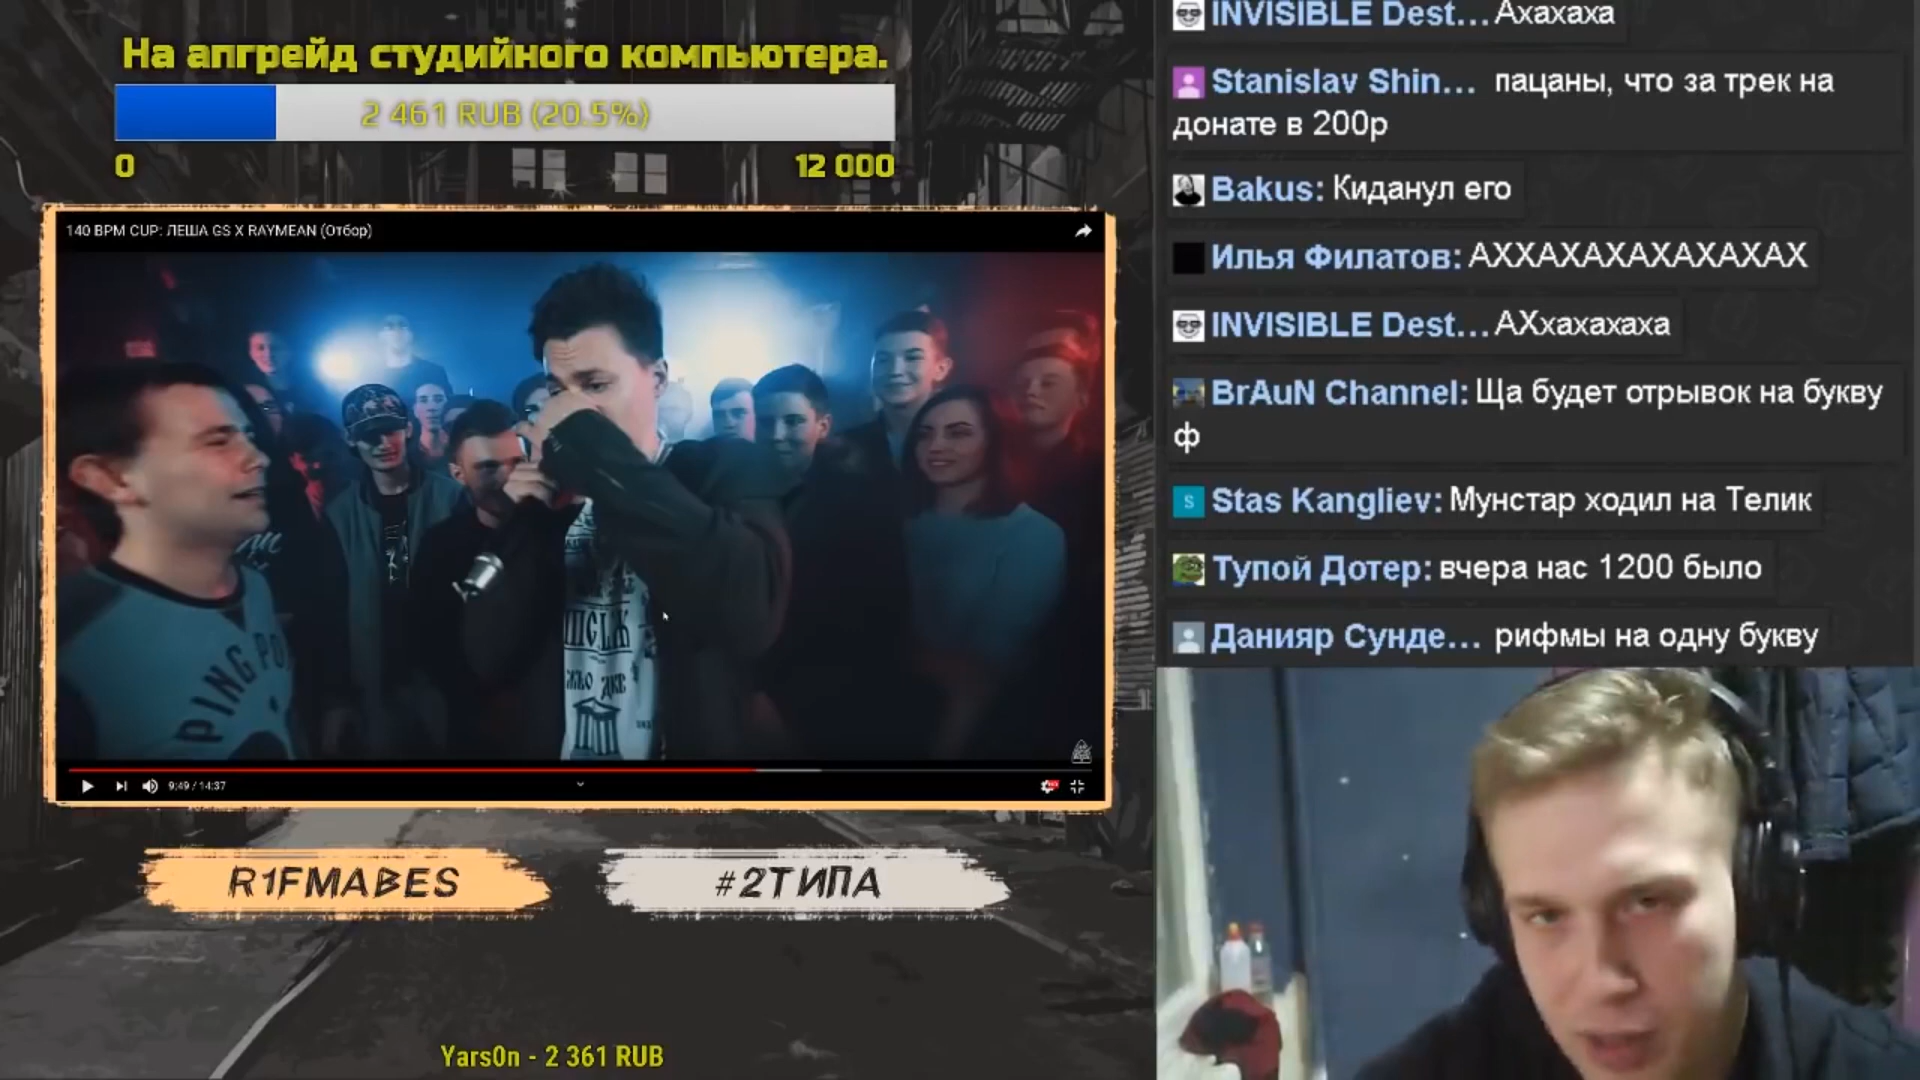 На апгрейд студийного компьютера.
2 461 RUB (20.5%)
0
12 000
140 BPM CUP: ЛЕША GS X RAYMEAN (Отбор)
PING PO
9:49 / 14:37
R1FMABES
#2ТИПА
Yars0n - 2 361 RUB
INVISIBLE Dest... Ахахаха
Stanislav Shin... пацаны, что за трек на
донате в 200р
Bakus: Киданул его
Илья Филатов: АХХАХАХАХАХАХАХ
INVISIBLE Dest... АХхахахаха
BrAuN Channel: Ща будет отрывок на букву
ф
S
Stas Kangliev: Мунстар ходил на Телик
Тупой Дотер: вчера нас 1200 было
Данияр Сунде... рифмы на одну букву